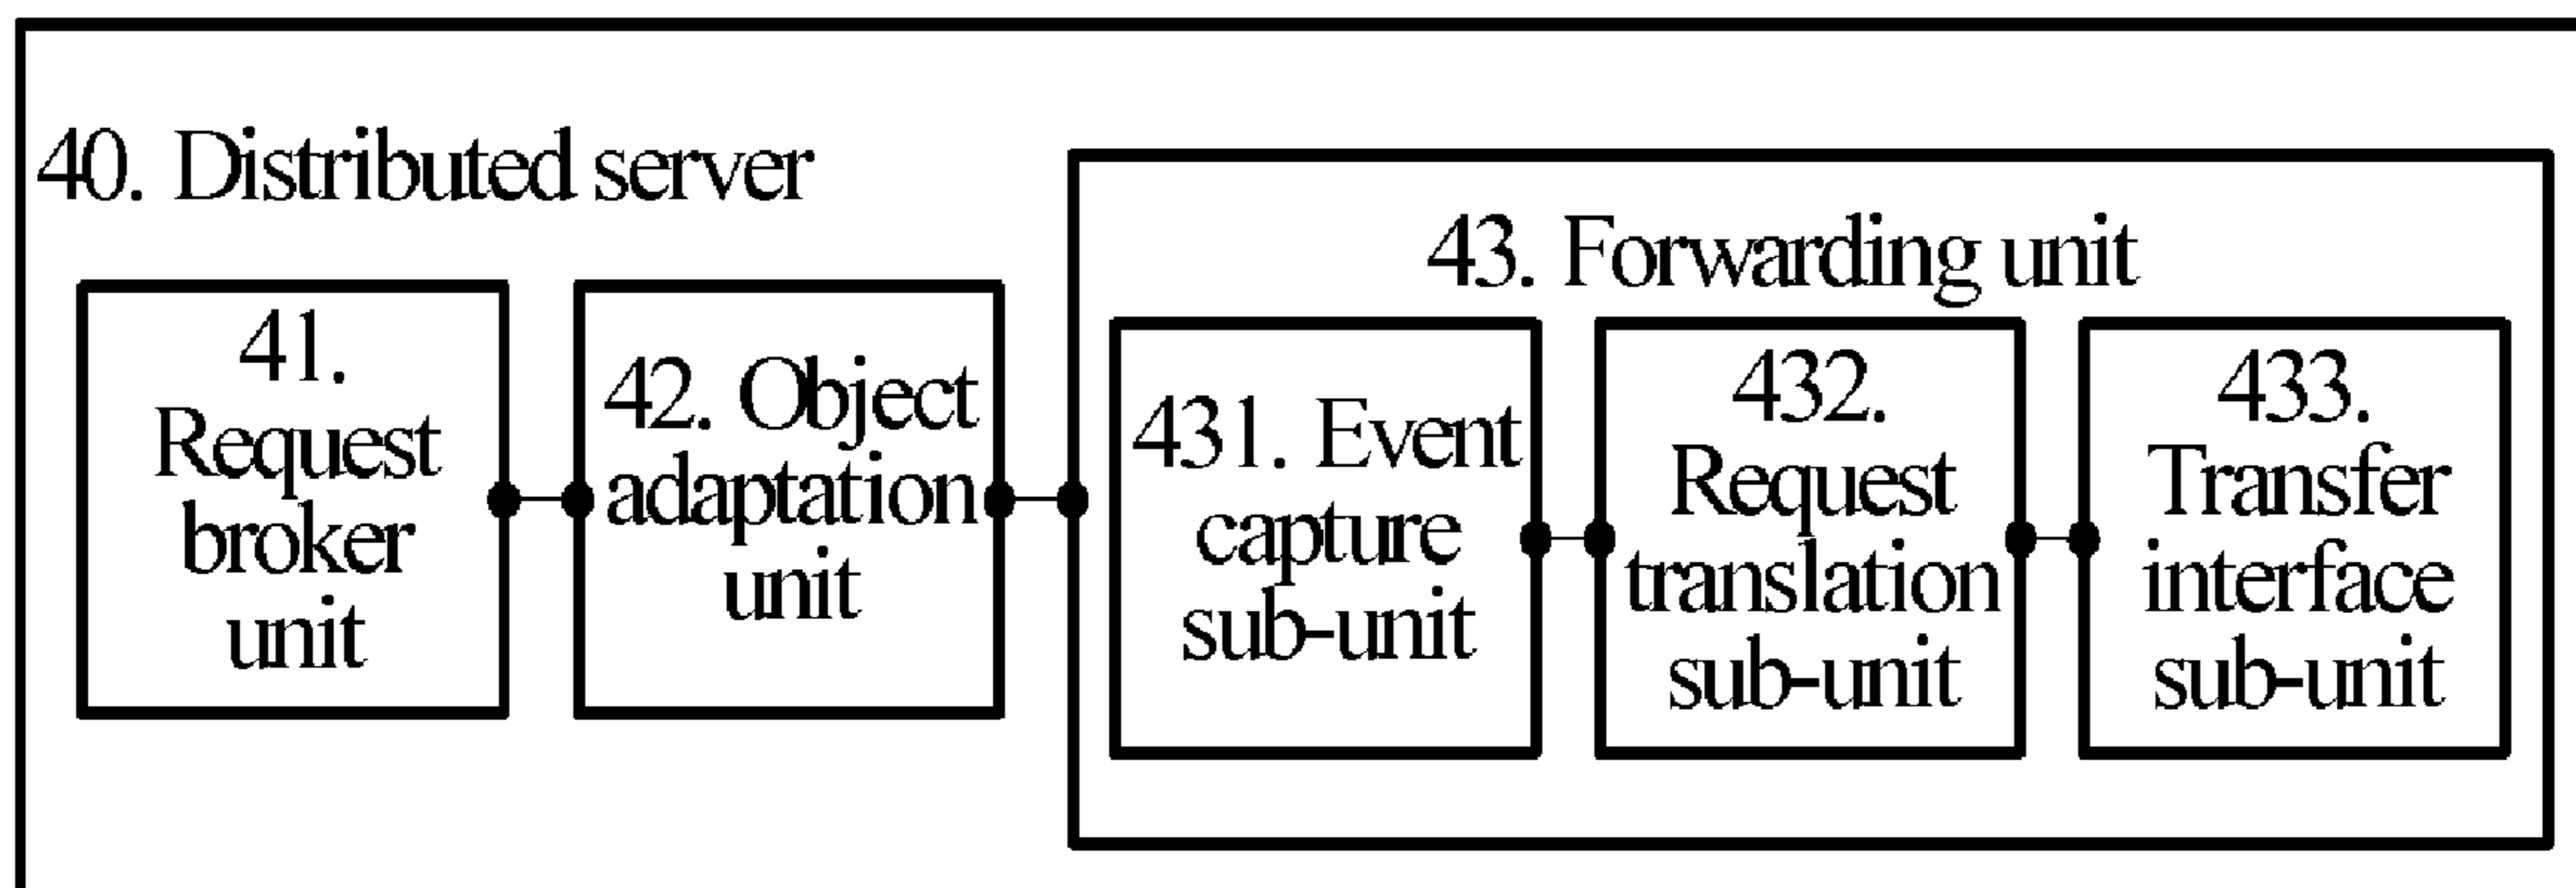 40. Distributed server
41.
Request
broker
unit
42. Object
adaptation
unit
43. Forwarding unit
431. Event
capture
sub-unit
432.
Request
translation
sub-unit
433.
Transfer
interface
sub-unit